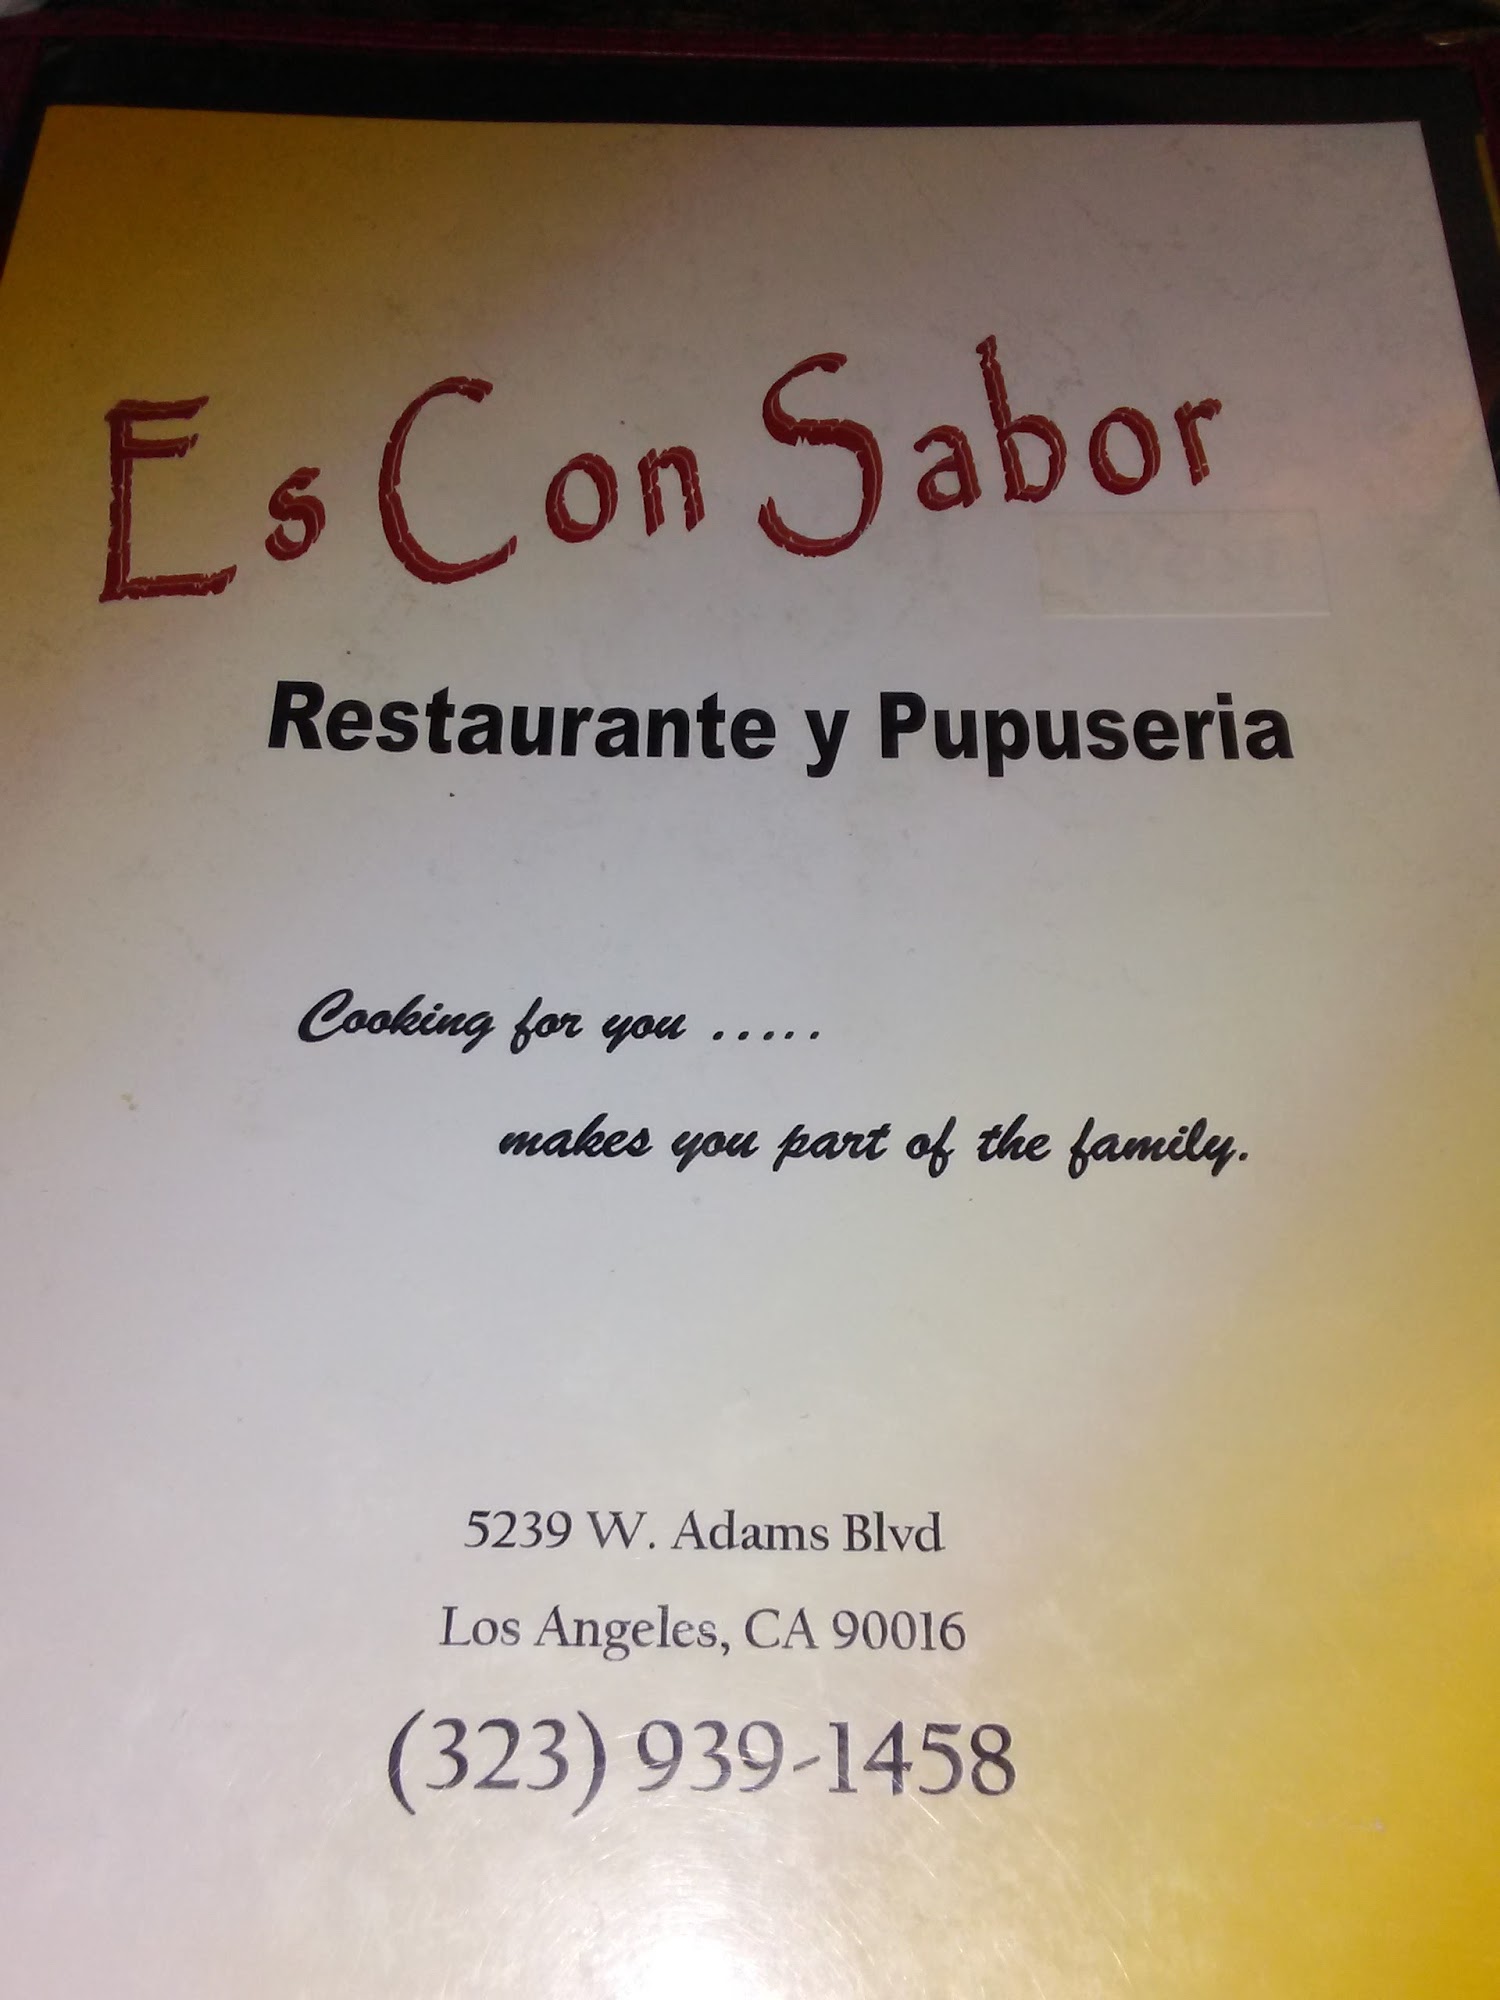 Es Con Sabor
Restaurante y Pupuseria
Cooking for you .....
makes you part of the family.
5239 W. Adams Blvd
Los Angeles, CA 90016
(323) 939-1458